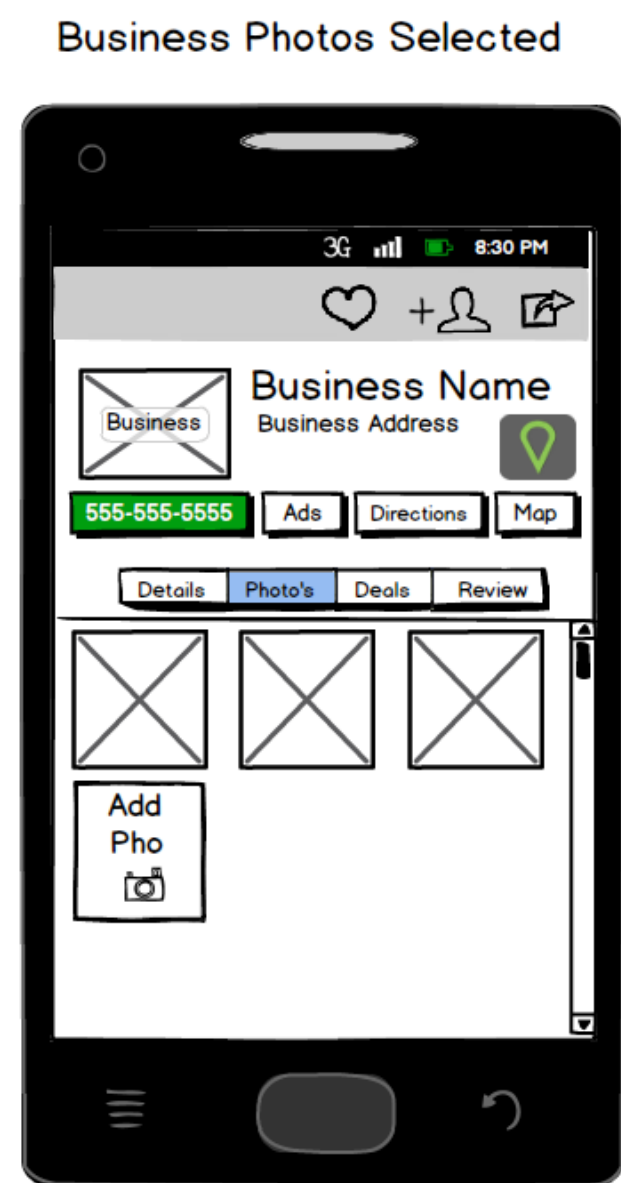 Business Photos Selected
3G 8:30 PM
Business
Business Name
Business Address
555-555-5555 Ads Directions Map
Details Photo's Deals Review
Add
Pho